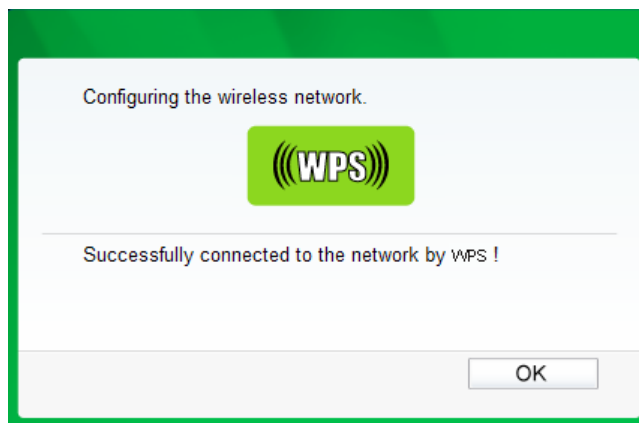 Configuring the wireless network.
(((WPS)))
Successfully connected to the network by WPS !
OK